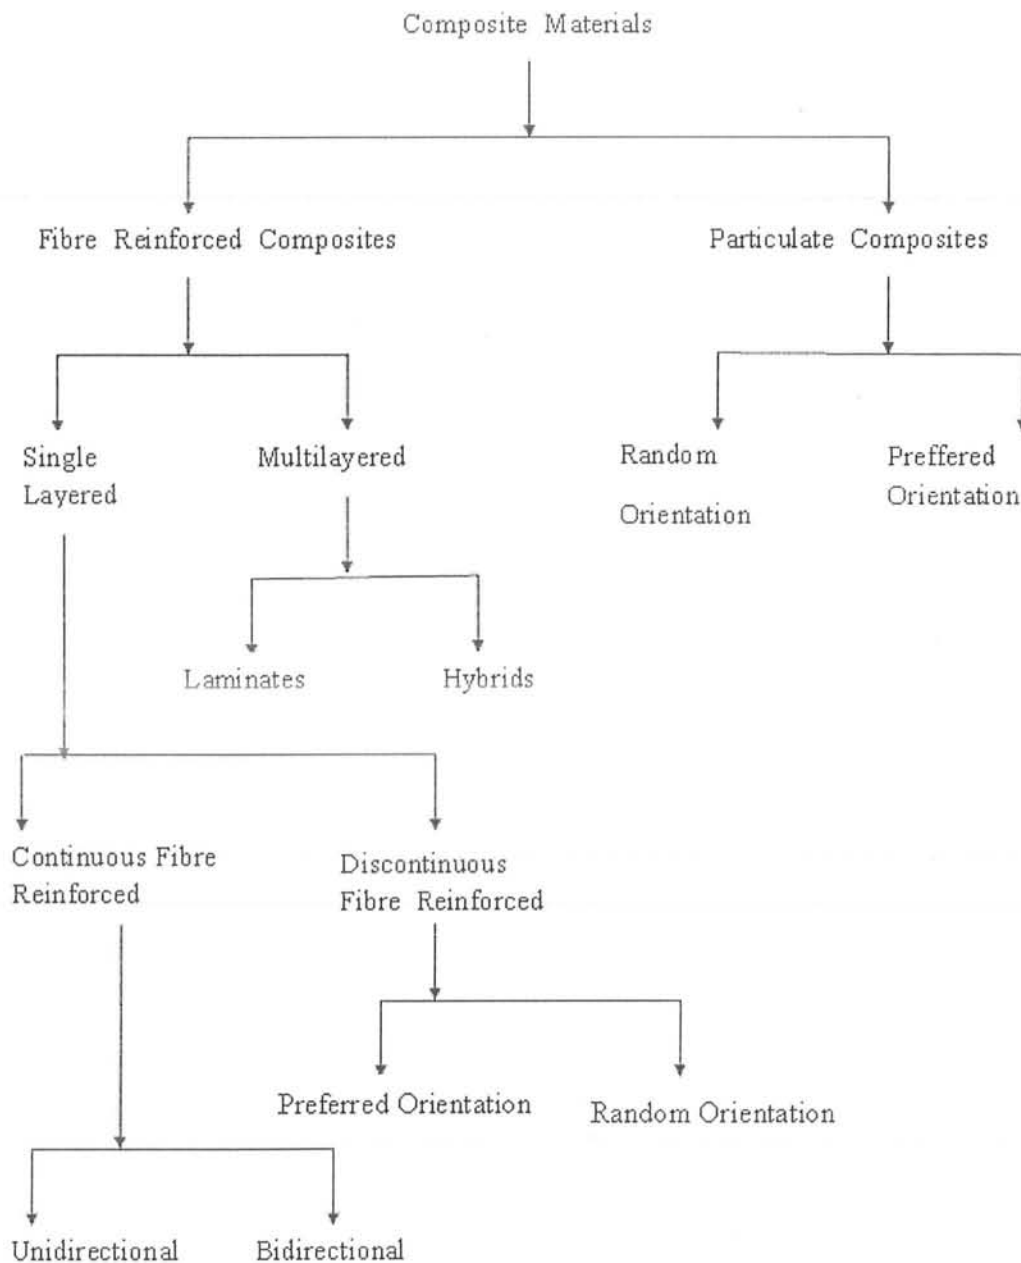 Composite Materials
Fibre Reinforced Composites
Particulate Composites
Single
Layered
Multilayered
Random
Orientation
Preffered
Orientation
Laminates
Hybrids
Continuous Fibre
Reinforced
Discontinuous
Fibre Reinforced
Preferred Orientation
Random Orientation
Unidirectional
Bidirectional